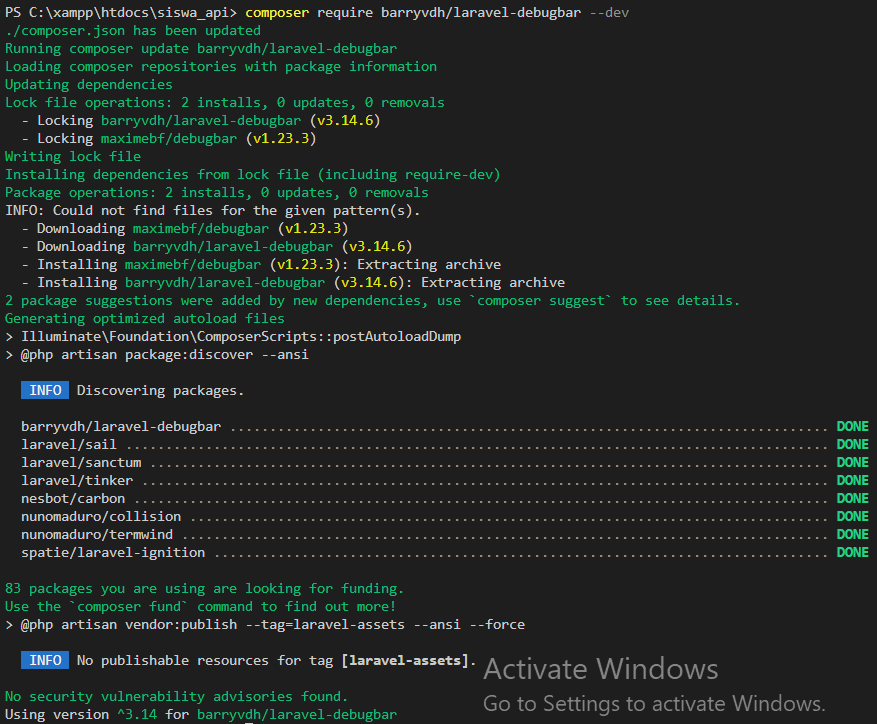 PS C:\xampp\htdocs\siswa_api> composer require barryvdh/laravel-debugbar --dev
./composer.json has been updated
Running composer update barryvdh/laravel-debugbar
Loading composer repositories with package information
Updating dependencies
Lock file operations: 2 installs, 0 updates, 0 removals
  - Locking barryvdh/laravel-debugbar (v3.14.6)
  - Locking maximebf/debugbar (v1.23.3)
Writing lock file
Installing dependencies from lock file (including require-dev)
Package operations: 2 installs, 0 updates, 0 removals
INFO: Could not find files for the given pattern(s).
  - Downloading maximebf/debugbar (v1.23.3)
  - Downloading barryvdh/laravel-debugbar (v3.14.6)
  - Installing maximebf/debugbar (v1.23.3): Extracting archive
  - Installing barryvdh/laravel-debugbar (v3.14.6): Extracting archive
2 package suggestions were added by new dependencies, use `composer suggest` to see details.
Generating optimized autoload files
> Illuminate\Foundation\ComposerScripts::postAutoloadDump
> @php artisan package:discover --ansi
INFO Discovering packages.
barryvdh/laravel-debugbar ........................................................................... DONE
laravel/sail ........................................................................................ DONE
laravel/sanctum ..................................................................................... DONE
laravel/tinker ...................................................................................... DONE
nesbot/carbon ....................................................................................... DONE
nunomaduro/collision ................................................................................ DONE
nunomaduro/termwind ................................................................................. DONE
spatie/laravel-ignition ............................................................................. DONE
83 packages you are using are looking for funding.
Use the `composer fund` command to find out more!
> @php artisan vendor:publish --tag=laravel-assets --ansi --force
INFO No publishable resources for tag [laravel-assets].
Activate Windows
Go to Settings to activate Windows.
No security vulnerability advisories found.
Using version ^3.14 for barryvdh/laravel-debugbar